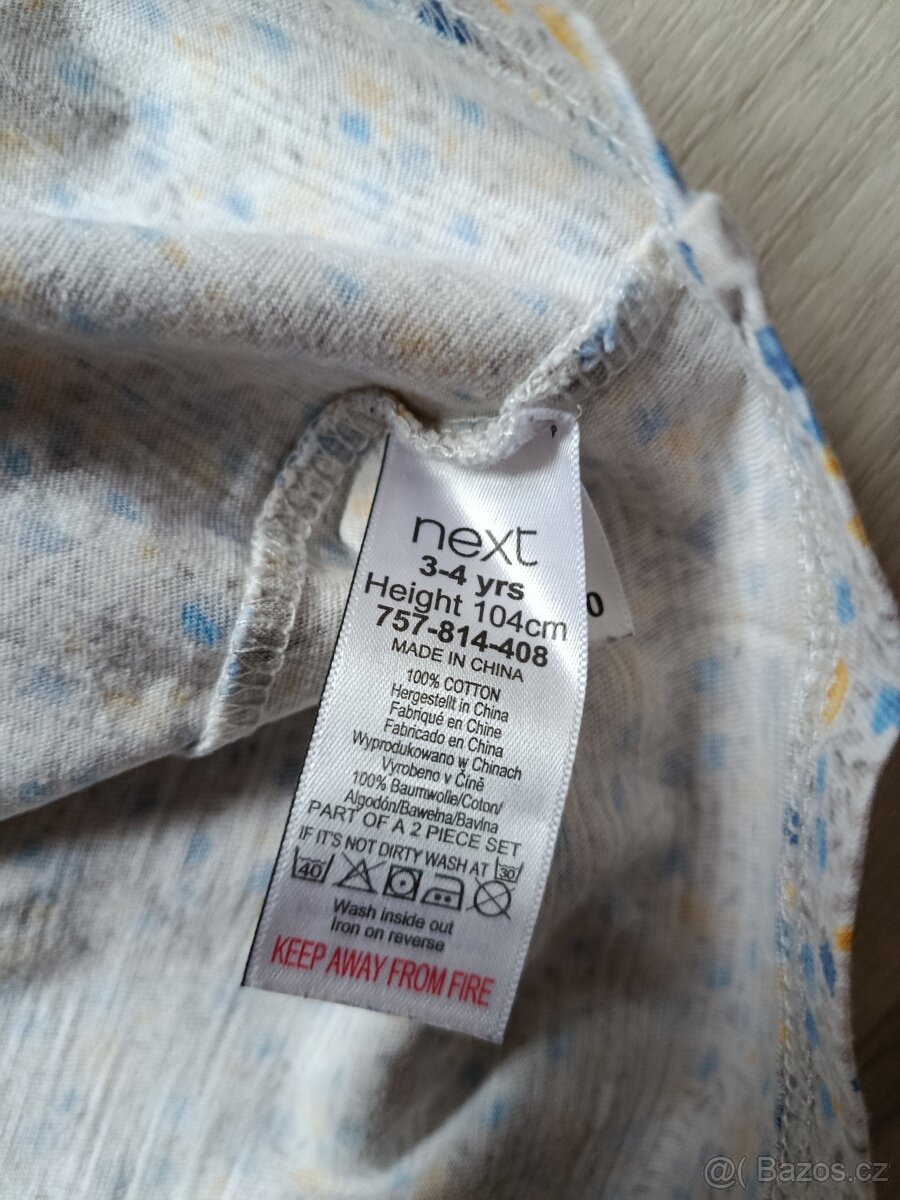 next
3-4 yrs
Height 104cm
757-814-408
MADE IN CHINA
100% COTTON
Hergestellt in China
Fabriqué en Chine
Fabricado en China
Wyprodukowano w Chinach
Vyrobeno v Číně
100% Baumwolle/Coton/
Algodón/Bawełna/Bavlna
PART OF A 2 PIECE SET
IF IT'S NOT DIRTY WASH AT 30
40
Wash inside out
Iron on reverse
KEEP AWAY FROM FIRE
0
@( Bazos.cz